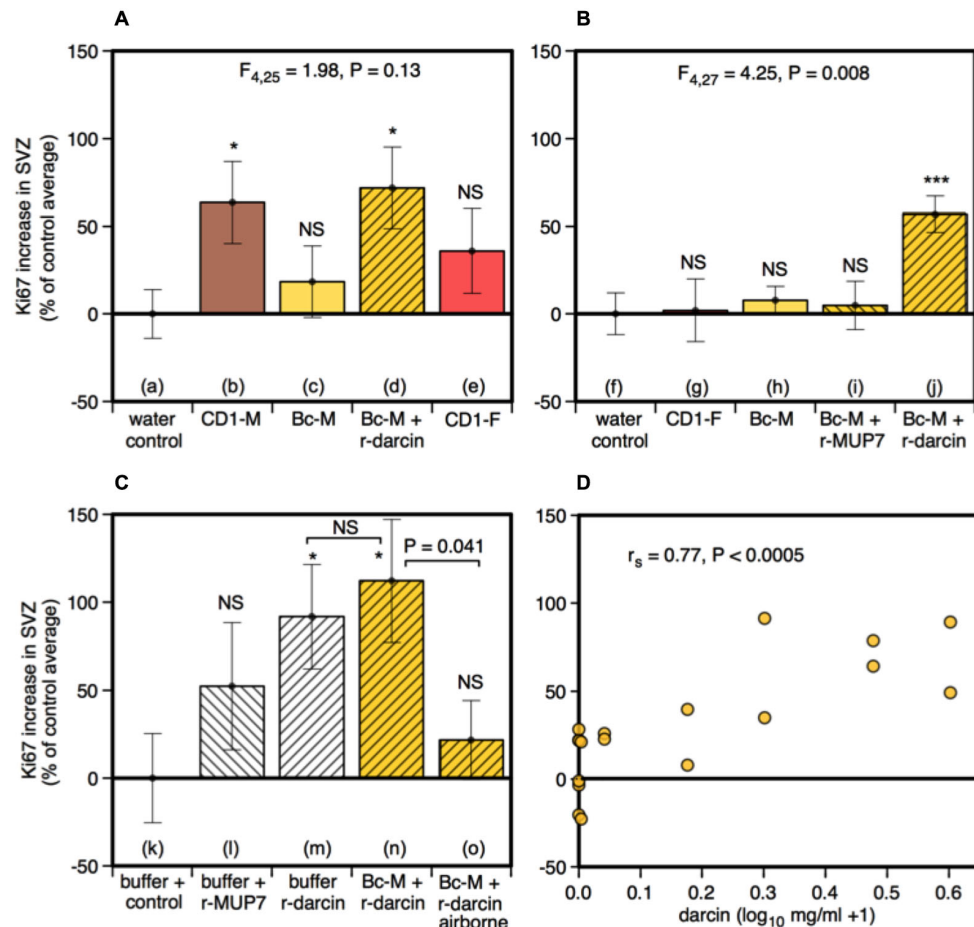 A
Ki67 increase in SVZ
(% of control average)
150
100
50
0
-50
F4,25 = 1.98, P = 0.13
*
NS
*
NS
(a)
(b)
(c)
(d)
(e)
water
control
CD1-M
Bc-M
Bc-M +
r-darcin
CD1-F
B
150
100
50
0
-50
F4,27 = 4.25, P = 0.008
NS
NS
NS
***
(f)
(g)
(h)
(i)
(j)
water
control
CD1-F
Bc-M
Bc-M +
r-MUP7
Bc-M +
r-darcin
C
Ki67 increase in SVZ
(% of control average)
150
100
50
0
-50
NS
NS
*
*
P = 0.041
NS
(k)
(l)
(m)
(n)
(o)
buffer +
control
buffer +
r-MUP7
buffer
r-darcin
Bc-M +
r-darcin
Bc-M +
r-darcin
airborne
D
150
100
50
0
-50
rs = 0.77, P < 0.0005
0.0
0.1
0.2
0.3
0.4
0.5
0.6
darcin (log10 mg/ml +1)